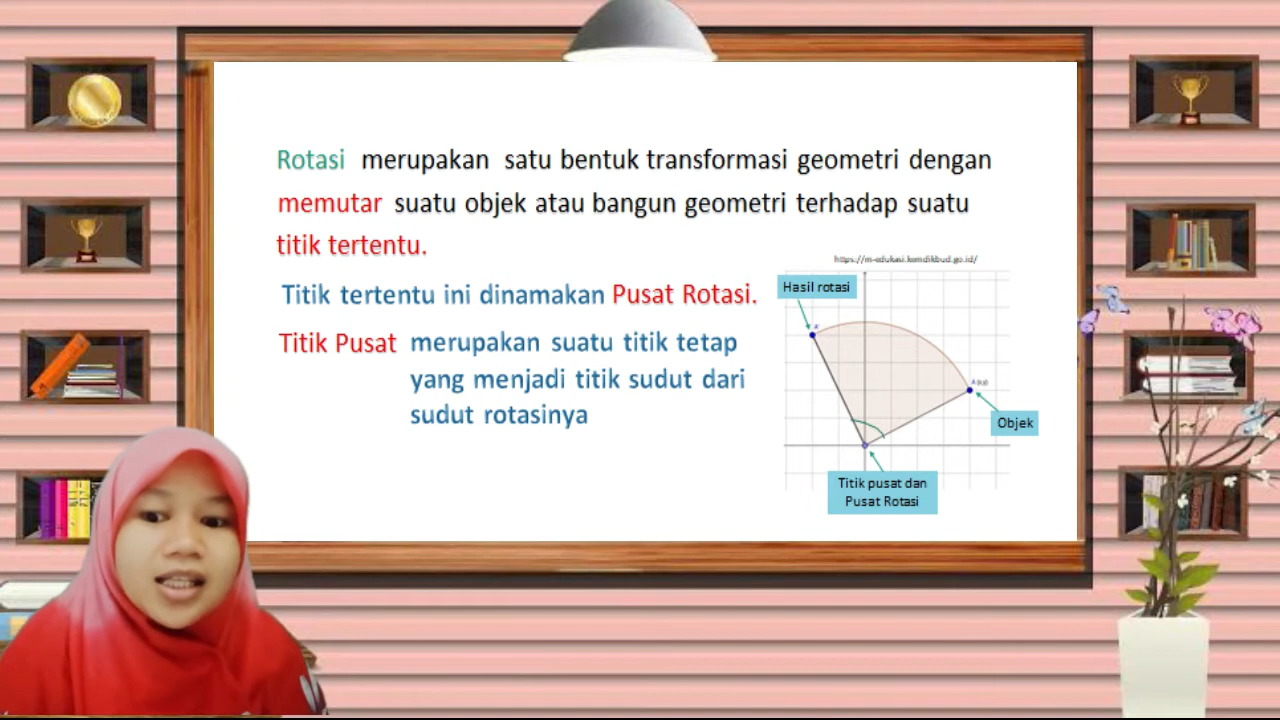 Rotasi merupakan satu bentuk transformasi geometri dengan
memutar suatu objek atau bangun geometri terhadap suatu
titik tertentu.
Titik tertentu ini dinamakan Pusat Rotasi.
Titik Pusat merupakan suatu titik tetap
yang menjadi titik sudut dari
sudut rotasinya
https://m-edukasi.kemdikbud.go.id/
Hasil rotasi
Objek
Titik pusat dan
Pusat Rotasi